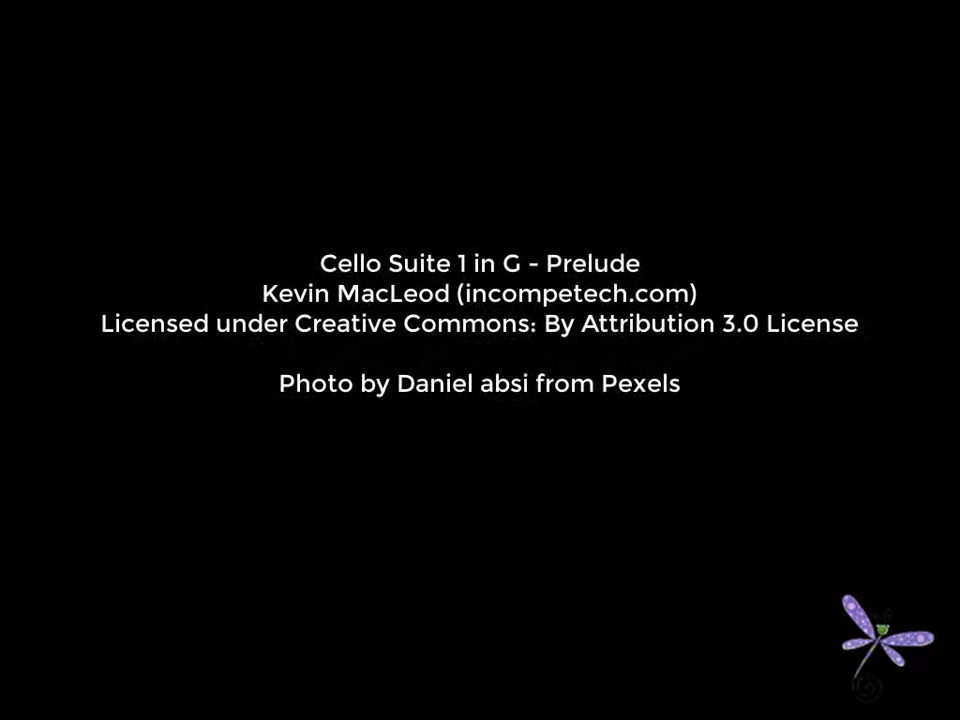 Cello Suite 1 in G - Prelude
Kevin MacLeod (incompetech.com)
Licensed under Creative Commons: By Attribution 3.0 License
Photo by Daniel absi from Pexels